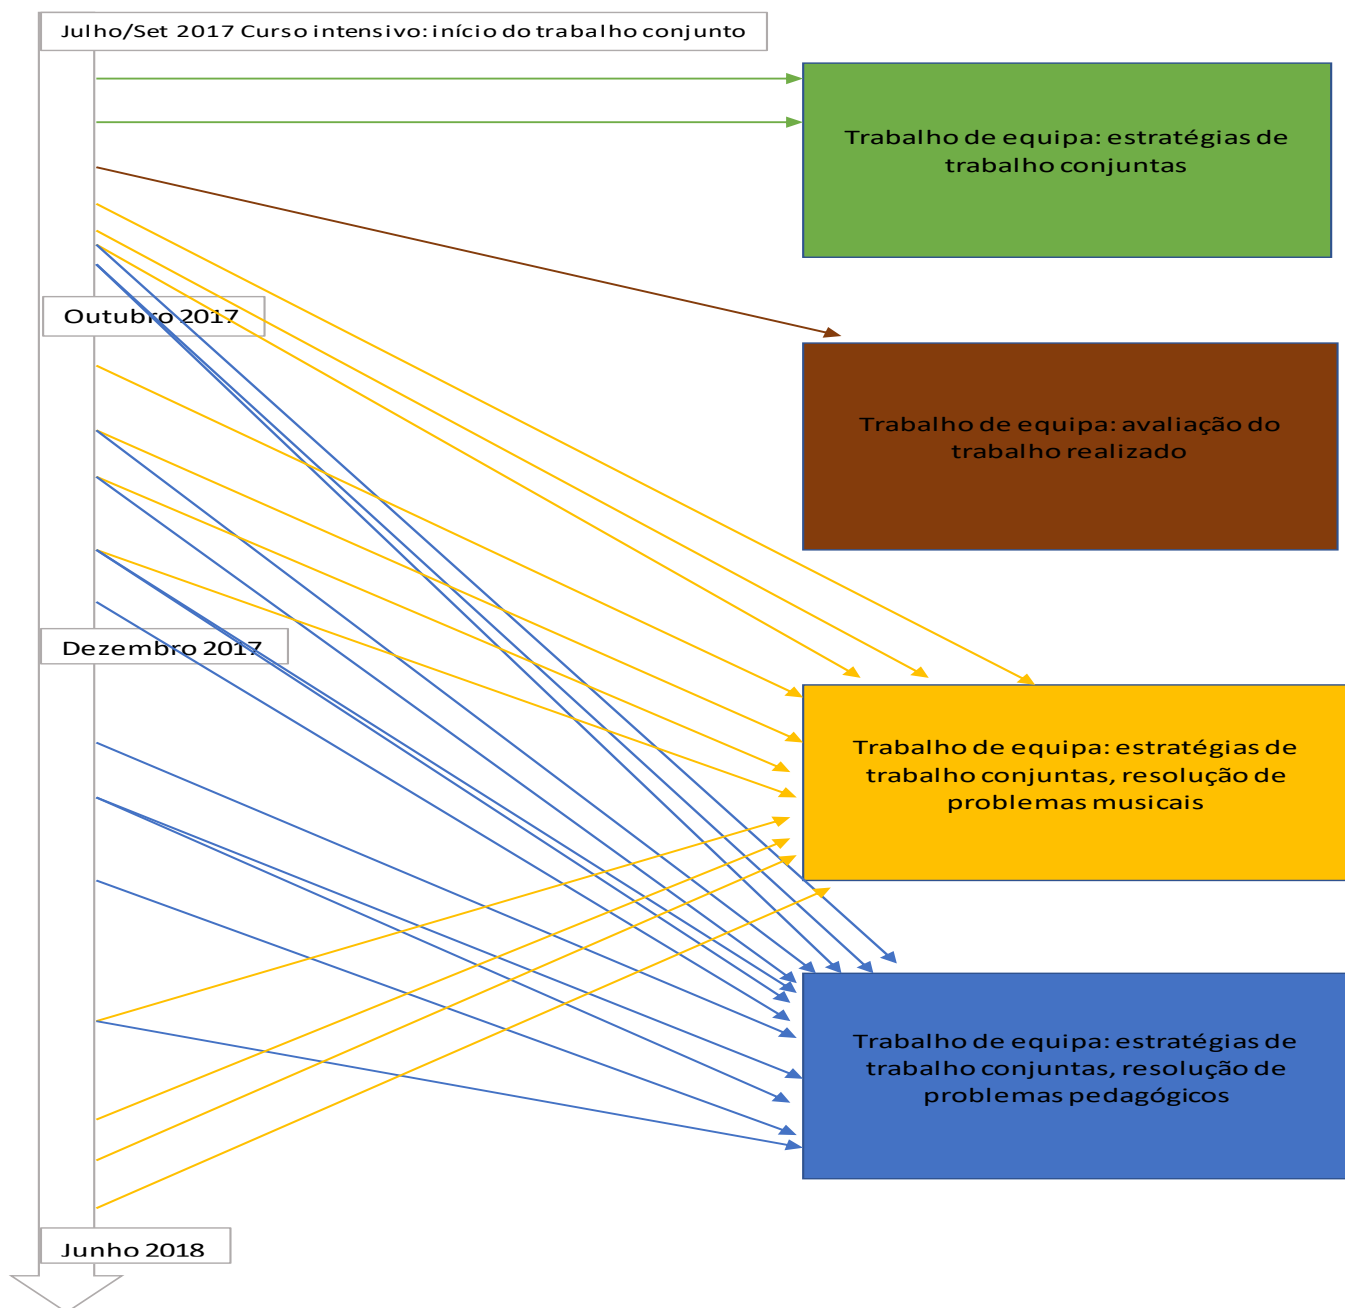 Julho/Set 2017 Curso intensivo: início do trabalho conjunto
Trabalho de equipa: estratégias de
trabalho conjuntas
Outubro 2017
Trabalho de equipa: avaliação do
trabalho realizado
Dezembro 2017
Trabalho de equipa: estratégias de
trabalho conjuntas, resolução de
problemas musicais
Trabalho de equipa: estratégias de
trabalho conjuntas, resolução de
problemas pedagógicos
Junho 2018